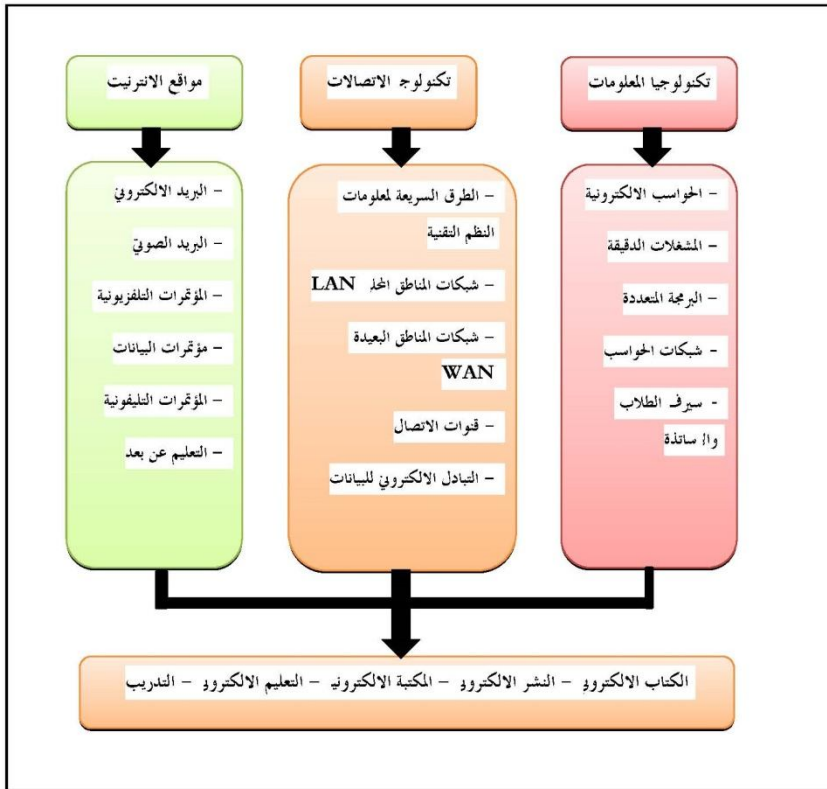 تكنولوجيا المعلومات
- الحواسب الالكترونية
- المشغلات الدقيقة
- البرمجة المتعددة
- شبكات الحواسب
- سيرف الطلاب
والساتذة
تكنولوج الاتصالات
- الطرق السريعة لمعلومات
النظم التقنية
- شبكات المناطق المحل LAN
- شبكات المناطق البعيدة
WAN
- قنوات الاتصال
- التبادل الالكتروني للبيانات
مواقع الانترنيت
- البريد الالكتروني
- البريد الصوتي
- المؤتمرات التلفزيونية
- مؤتمرات البيانات
- المؤتمرات التليفونية
- التعليم عن بعد
الكتاب الالكتروني - النشر الالكتروني - المكتبة الالكتروني - التعليم الالكتروني - التدريب